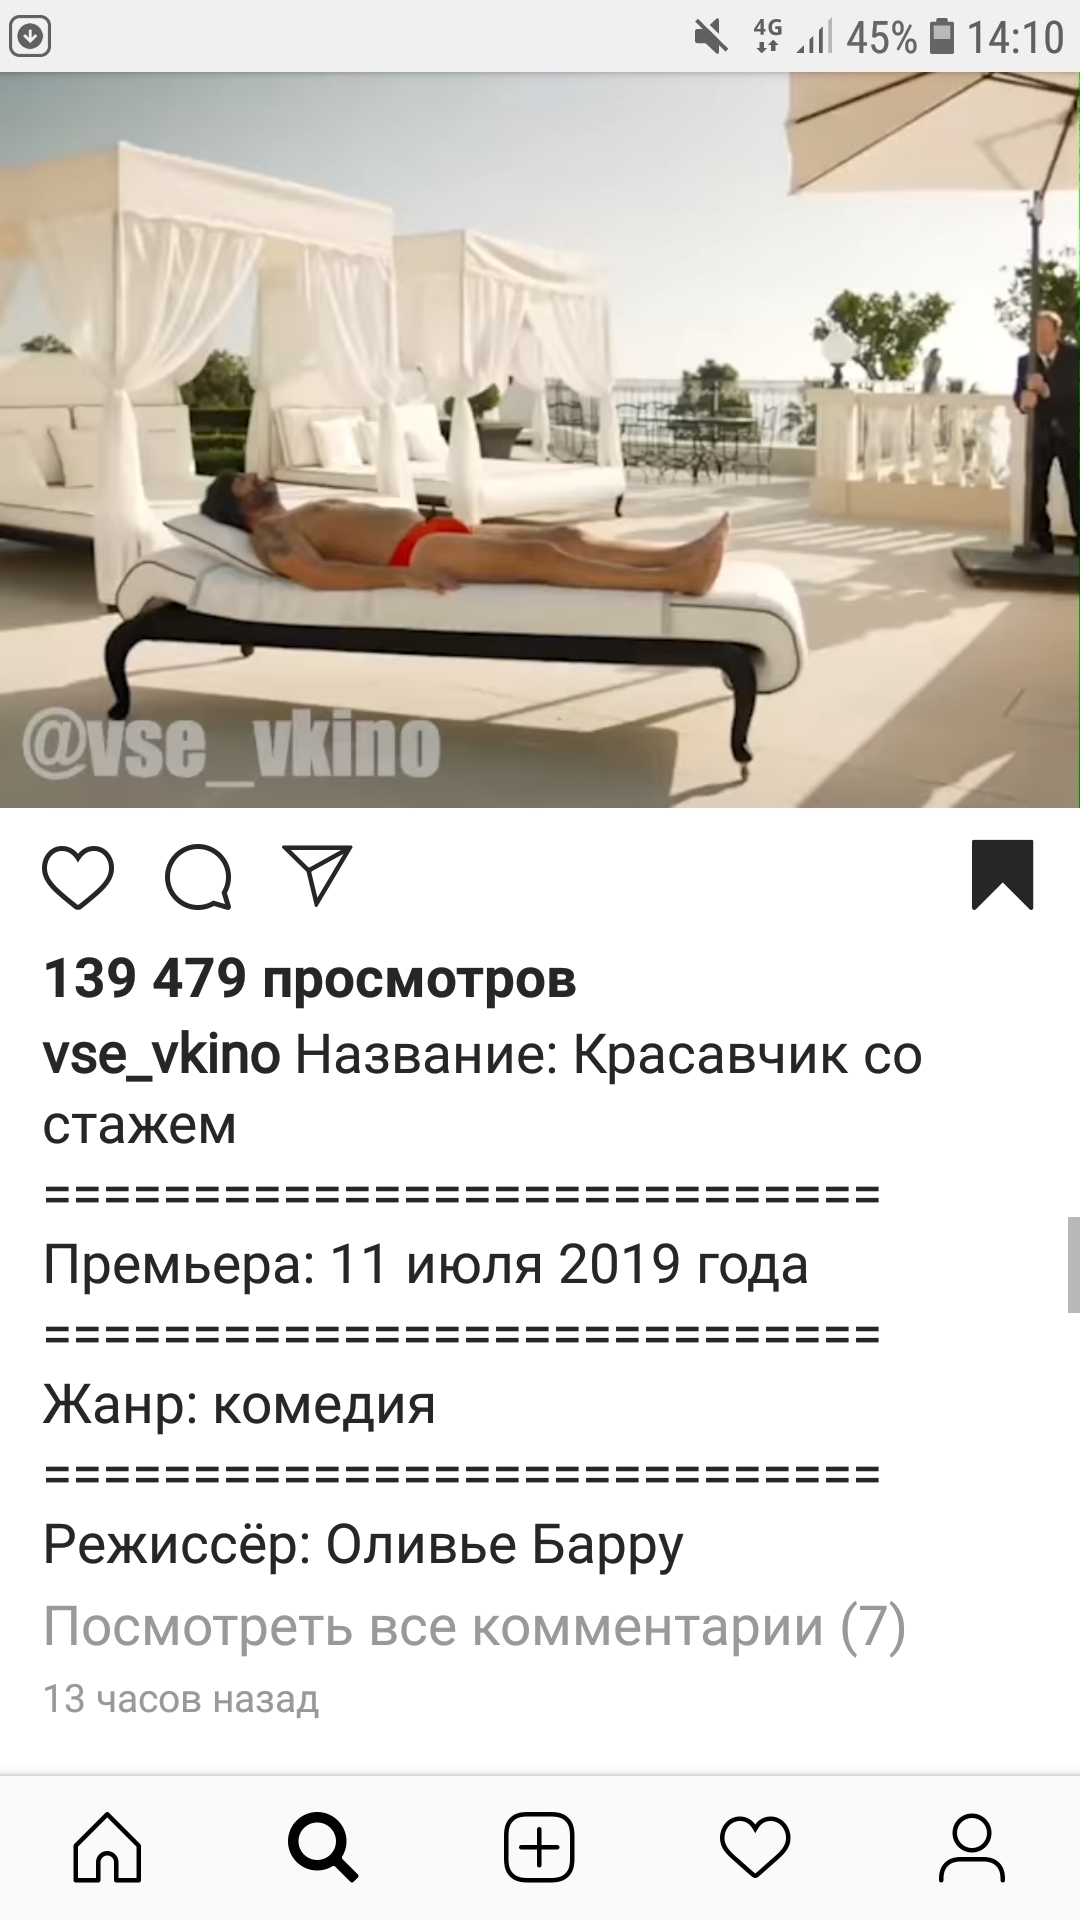 4G 45% 14:10
@vse_vkino
139 479 просмотров
vse_vkino Название: Красавчик со
стажем
============================
Премьера: 11 июля 2019 года
============================
Жанр: комедия
============================
Режиссёр: Оливье Барру
Посмотреть все комментарии (7)
13 часов назад